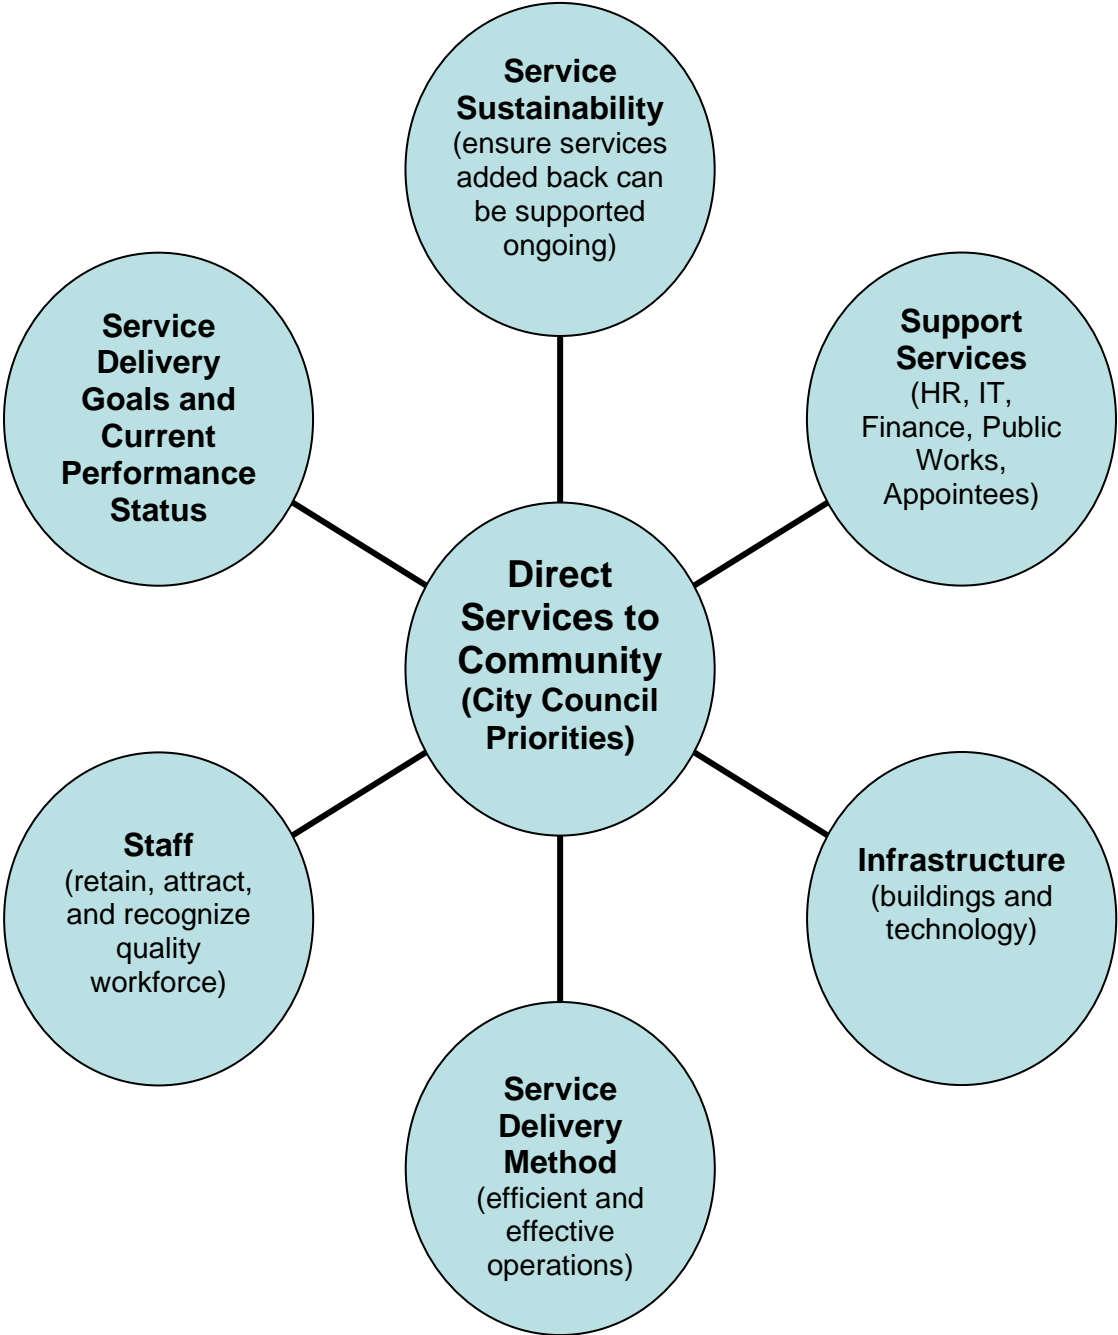 Service
Sustainability
(ensure services
added back can
be supported
ongoing)
Service
Delivery
Goals and
Current
Performance
Status
Support
Services
(HR, IT,
Finance, Public
Works,
Appointees)
Direct
Services to
Community
(City Council
Priorities)
Staff
(retain, attract,
and recognize
quality
workforce)
Infrastructure
(buildings and
technology)
Service
Delivery
Method
(efficient and
effective
operations)